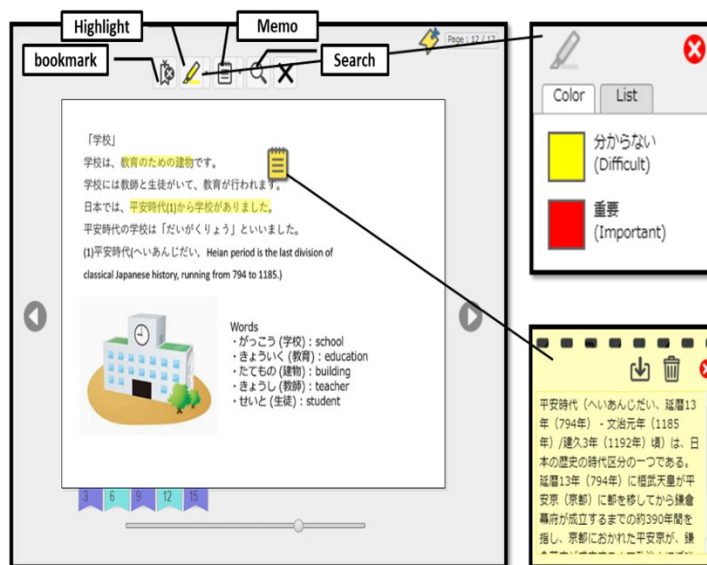 Highlight
Memo
bookmark
Search
Page : 12 / 17
「学校」
学校は、教育のための建物です。
学校には教師と生徒がいて、教育が行われます。
日本では、平安時代(1)から学校がありました。
平安時代の学校は「だいがくりょう」といいました。
(1)平安時代(へいあんじだい, Heian period is the last division of
classical Japanese history, running from 794 to 1185.)
Words
・がっこう (学校) : school
・きょういく (教育) : education
・たてもの (建物) : building
・きょうし (教師) : teacher
・せいと (生徒) : student
3 6 9 12 15
Color List
分からない
(Difficult)
重要
(Important)
平安時代（へいあんじだい、延暦13
年（794年） - 文治元年（1185
年）/建久3年（1192年）頃）は、日
本の歴史の時代区分の一つである。
延暦13年（794年）に桓武天皇が平
安京（京都）に都を移してから鎌倉
幕府が成立するまでの約390年間を
指し、京都におかれた平安京が、鎌